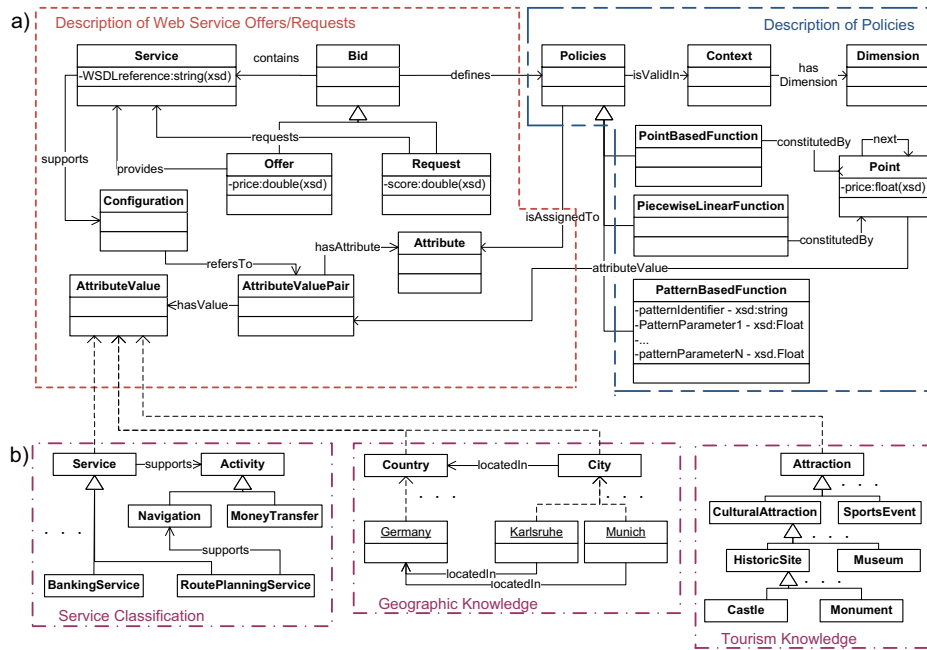 a)
Description of Web Service Offers/Requests
Description of Policies
Service
-WSDLreference:string(xsd)
contains
Bid
defines
Policies
isValidIn
Context
has
Dimension
Dimension
requests
supports
provides
Offer
-price:double(xsd)
Request
-score:double(xsd)
PointBasedFunction
constitutedBy
next
Point
-price:float(xsd)
Configuration
PiecewiseLinearFunction
constitutedBy
isAssignedTo
hasAttribute
Attribute
refersTo
attributeValue
AttributeValue
hasValue
AttributeValuePair
PatternBasedFunction
-patternIdentifier - xsd:string
-PatternParameter1 - xsd:Float
-...
-patternParameterN - xsd.Float
b)
Service
supports
Activity
Navigation
MoneyTransfer
. . .
supports
BankingService
RoutePlanningService
Service Classification
Country
locatedIn
City
. . .
. . .
Germany
Karlsruhe
Munich
locatedIn
locatedIn
Geographic Knowledge
Attraction
. . .
CulturalAttraction
SportsEvent
. . .
HistoricSite
Museum
. . .
Castle
Monument
Tourism Knowledge